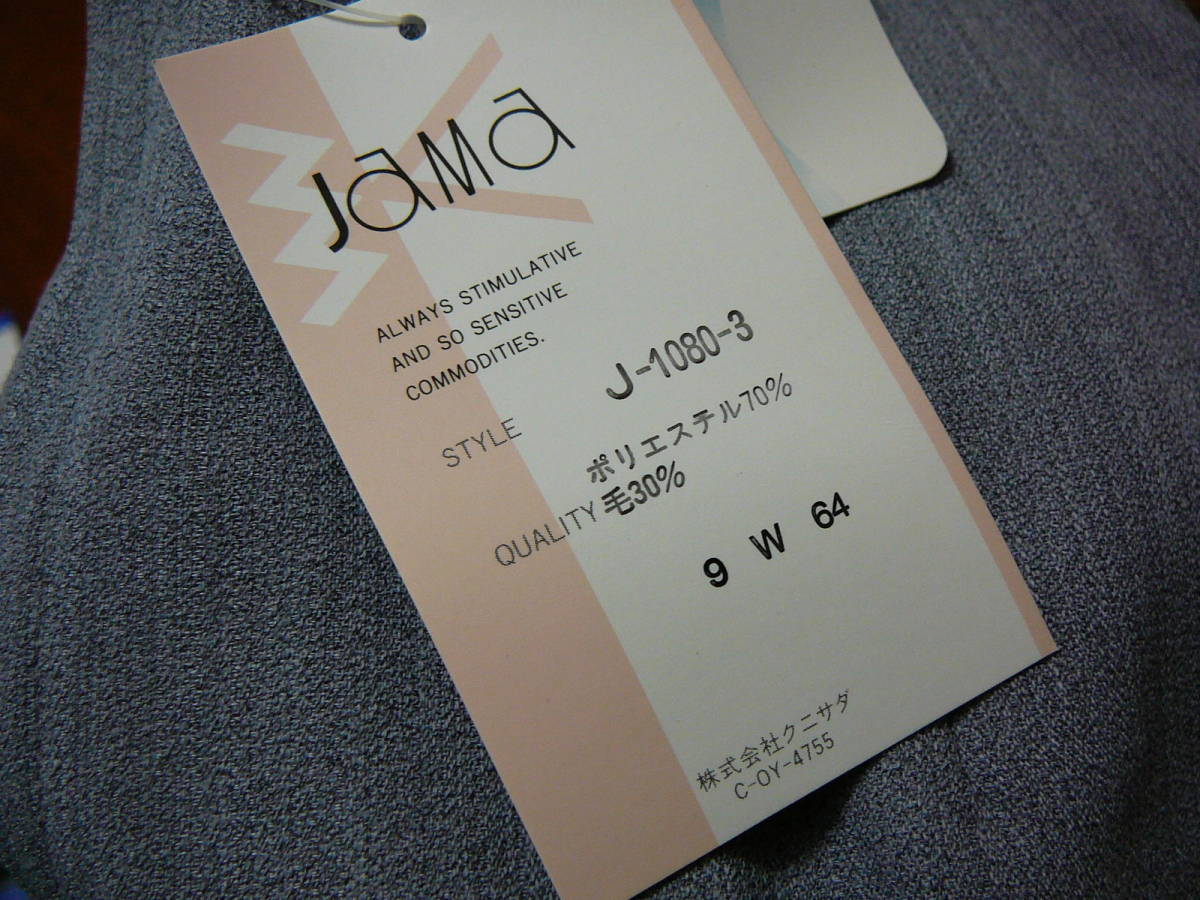 JaMa
ALWAYS STIMULATIVE
AND SO SENSITIVE
COMMODITIES.
STYLE J-1080-3
ポリエステル70%
QUALITY 毛30%
9 W 64
株式会社クニサダ
C-OY-4755